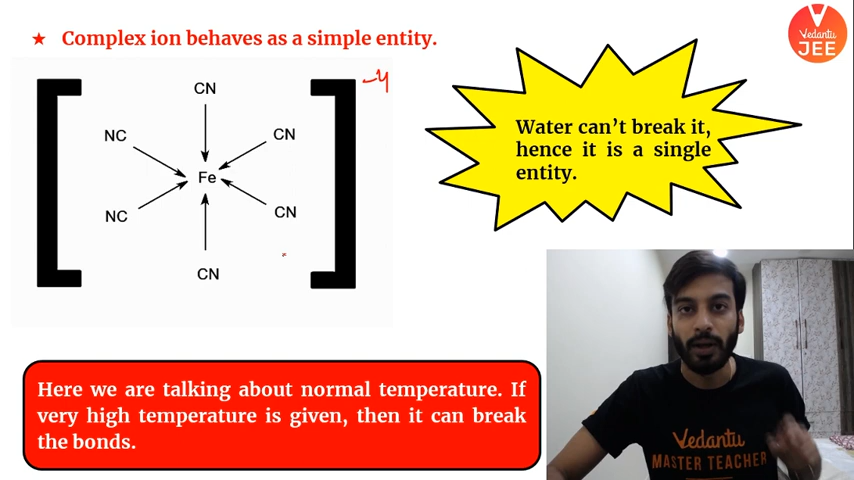 ★ Complex ion behaves as a simple entity.
Vedantu
JEE
-4
CN
NC
CN
Fe
NC
CN
CN
Water can't break it,
hence it is a single
entity.
Here we are talking about normal temperature. If
very high temperature is given, then it can break
the bonds.
Vedantu
MASTER TEACHER